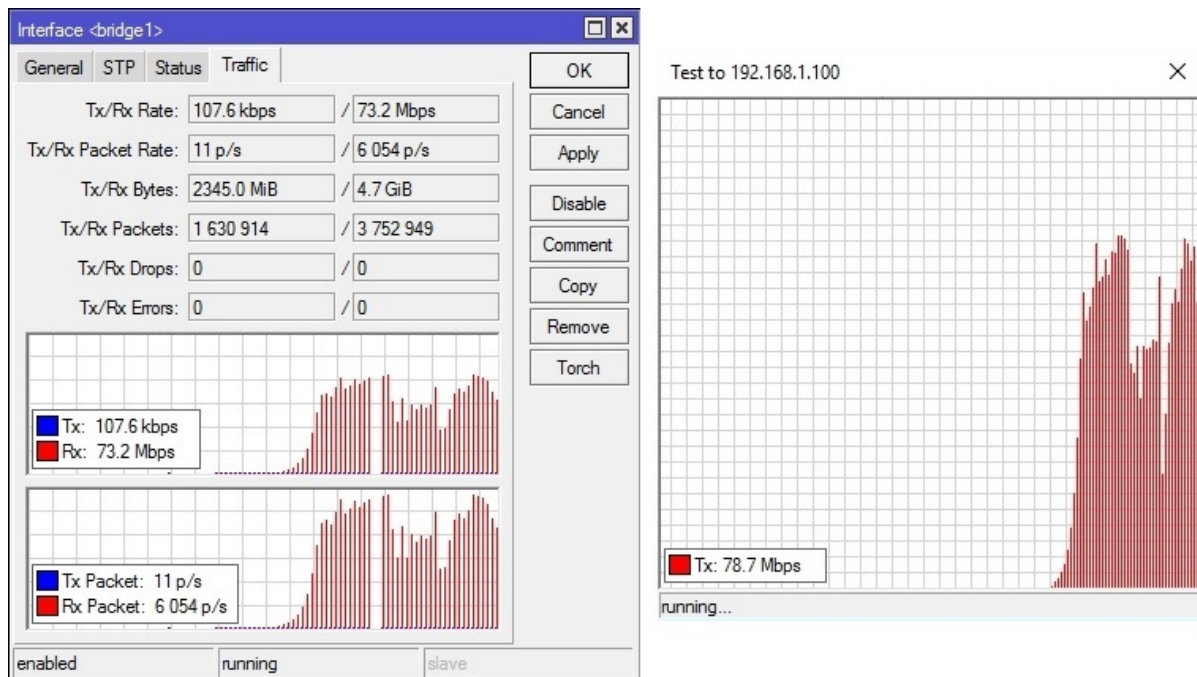 Interface <bridge1>
General STP Status Traffic
Tx/Rx Rate: 107.6 kbps / 73.2 Mbps
Tx/Rx Packet Rate: 11 p/s / 6 054 p/s
Tx/Rx Bytes: 2345.0 MiB / 4.7 GiB
Tx/Rx Packets: 1 630 914 / 3 752 949
Tx/Rx Drops: 0 / 0
Tx/Rx Errors: 0 / 0
Tx: 107.6 kbps
Rx: 73.2 Mbps
Tx Packet: 11 p/s
Rx Packet: 6 054 p/s
enabled running slave
OK
Cancel
Apply
Disable
Comment
Copy
Remove
Torch
Test to 192.168.1.100
Tx: 78.7 Mbps
running...